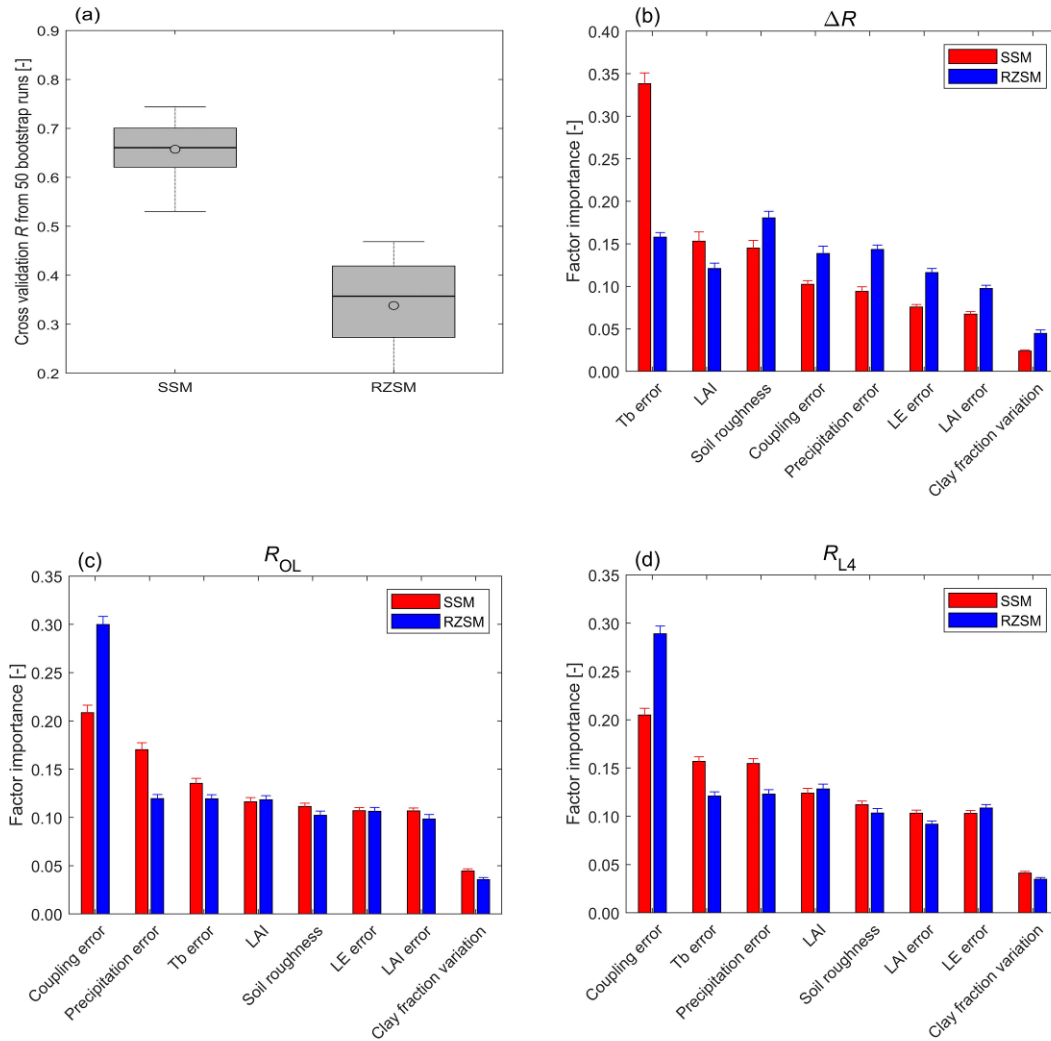 (a)
Cross validation R from 50 bootstrap runs [-]
0.9
0.8
0.7
0.6
0.5
0.4
0.3
0.2
SSM RZSM
(b)
ΔR
Factor importance [-]
0.40
0.35
0.30
0.25
0.20
0.15
0.10
0.05
0.00
SSM
RZSM
Tb error
LAI
Soil roughness
Coupling error
Precipitation error
LE error
LAI error
Clay fraction variation
(c)
R_OL
Factor importance [-]
0.35
0.30
0.25
0.20
0.15
0.10
0.05
0.00
SSM
RZSM
Coupling error
Precipitation error
Tb error
LAI
Soil roughness
LE error
LAI error
Clay fraction variation
(d)
R_L4
Factor importance [-]
0.35
0.30
0.25
0.20
0.15
0.10
0.05
0.00
SSM
RZSM
Coupling error
Tb error
Precipitation error
LAI
Soil roughness
LAI error
LE error
Clay fraction variation